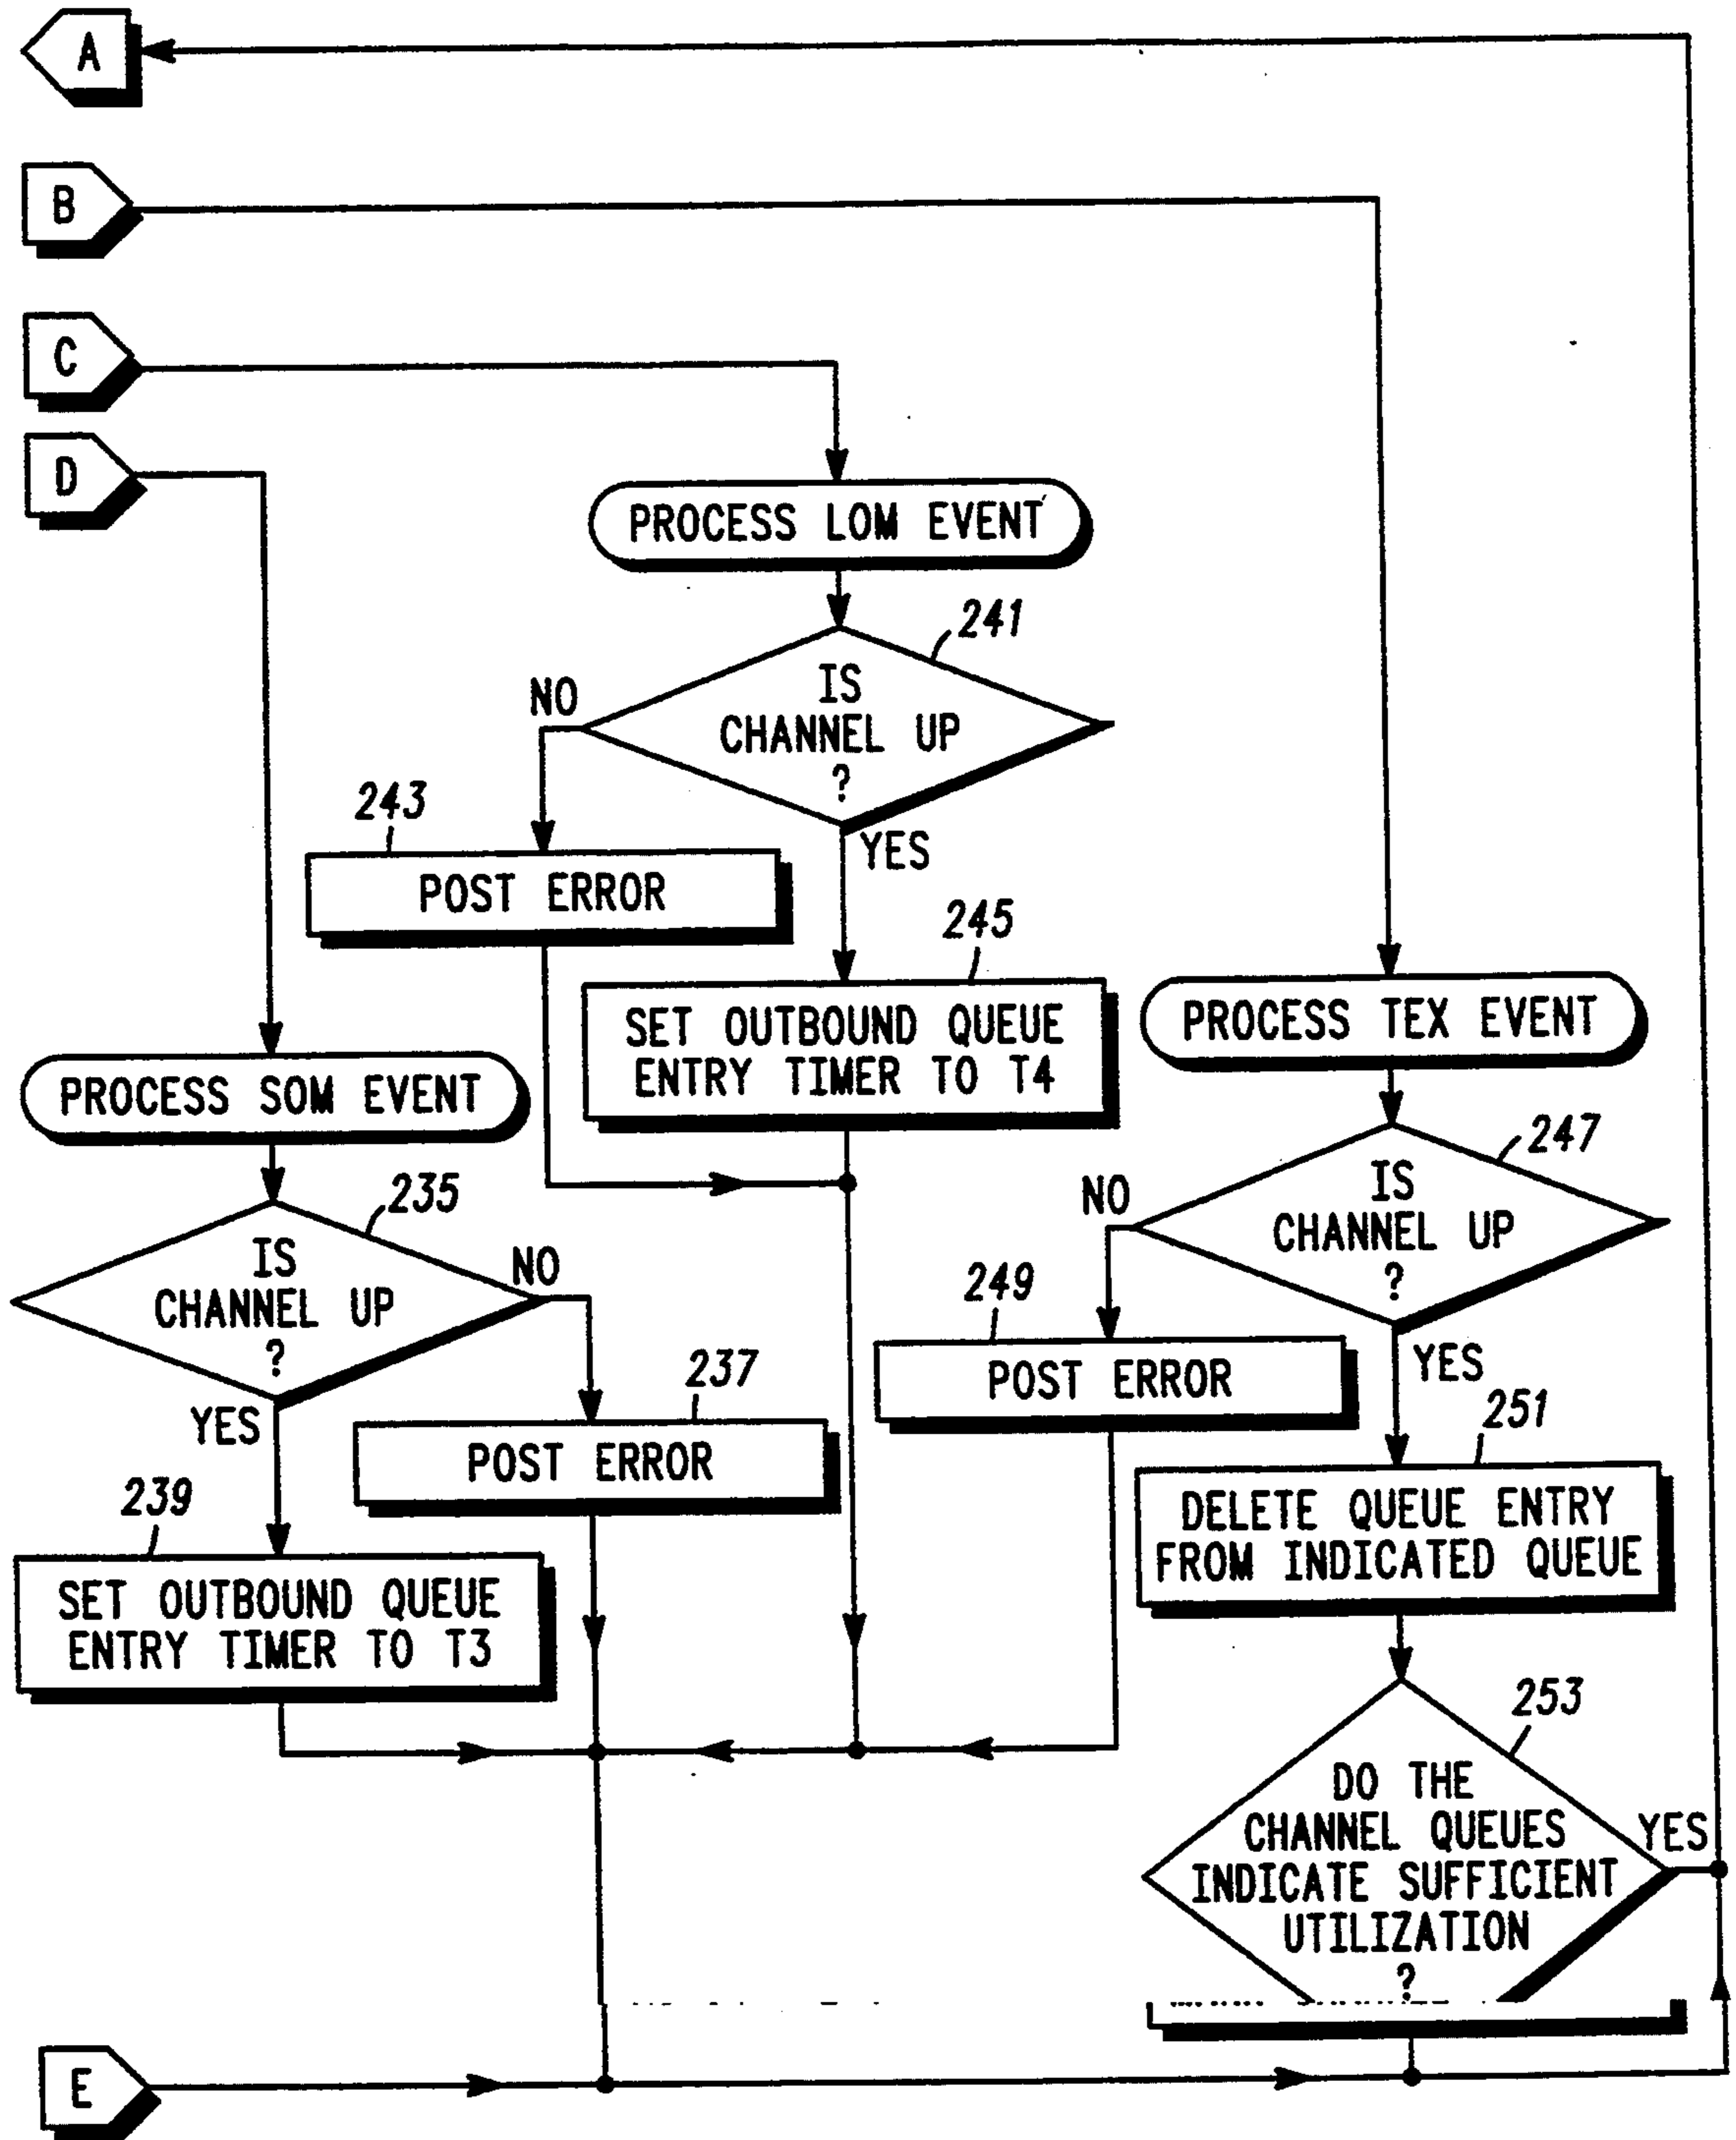 A
B
C
D
PROCESS LOM EVENT
241
IS
CHANNEL UP
?
NO
YES
243
POST ERROR
245
SET OUTBOUND QUEUE
ENTRY TIMER TO T4
PROCESS TEX EVENT
PROCESS SOM EVENT
247
IS
CHANNEL UP
?
NO
YES
235
IS
CHANNEL UP
?
NO
YES
249
POST ERROR
237
POST ERROR
251
DELETE QUEUE ENTRY
FROM INDICATED QUEUE
239
SET OUTBOUND QUEUE
ENTRY TIMER TO T3
253
DO THE
CHANNEL QUEUES
INDICATE SUFFICIENT
UTILIZATION
?
YES
E